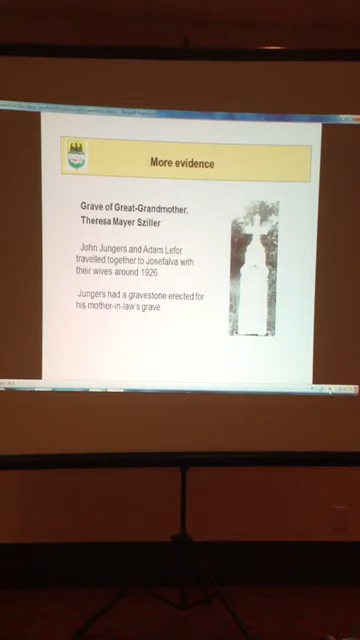 More evidence
Grave of Great-Grandmother,
Theresa Mayer Sziller
John Jungers and Adam Lefor
travelled together to Josefalva with
their wives around 1926
Jungers had a gravestone erected for
his mother-in-law's grave.